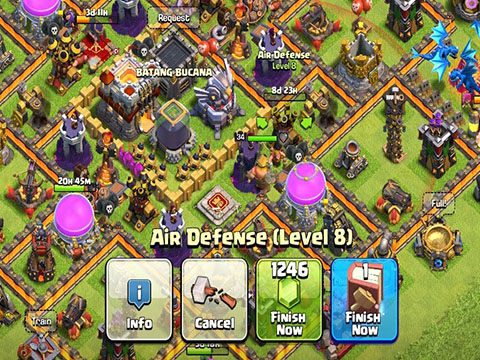 3d 11h
Request
Air Defense
Level 8
BATANG BUCANA
8d 23h
34
20H 45M
Full!
Air Defense (Level 8)
Train
Info
Cancel
1246
Finish Now
1
Finish Now